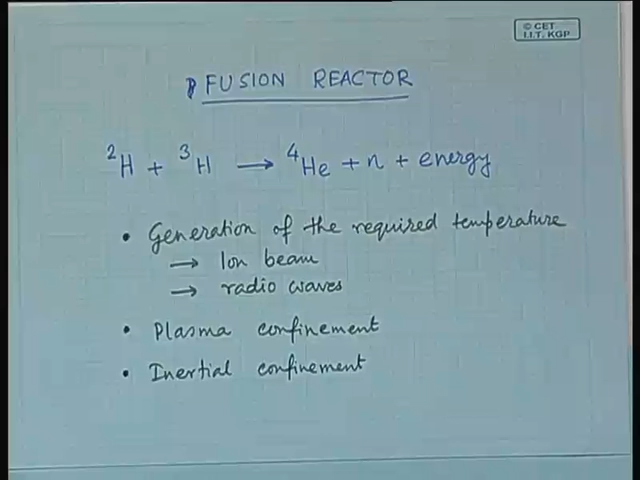 © CET
I.I.T. KGP
FUSION REACTOR
²H + ³H → ⁴He + n + energy
• Generation of the required temperature
→ Ion beam
→ radio waves
• Plasma confinement
• Inertial confinement